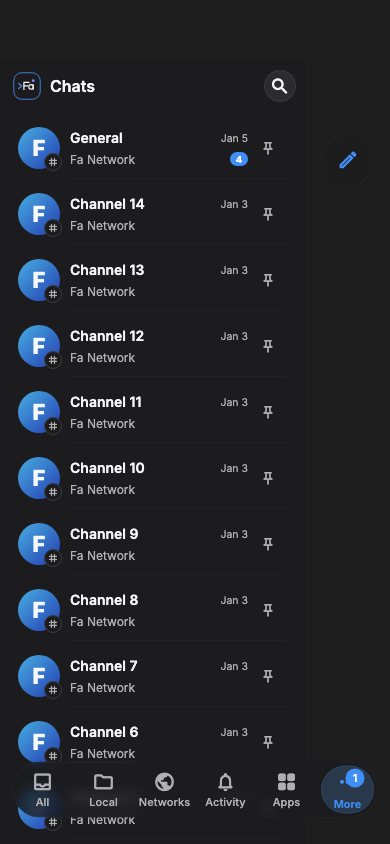 Fa
Chats
General
Jan 5
F
#
Fa Network
4
Channel 14
Jan 3
F
#
Fa Network
Channel 13
Jan 3
F
#
Fa Network
Channel 12
Jan 3
F
#
Fa Network
Channel 11
Jan 3
F
#
Fa Network
Channel 10
Jan 3
F
#
Fa Network
Channel 9
Jan 3
F
#
Fa Network
Channel 8
Jan 3
F
#
Fa Network
Channel 7
Jan 3
F
#
Fa Network
Channel 6
Jan 3
F
#
Fa Network
1
All
Local
Networks
Activity
Apps
More
#
Fa Network